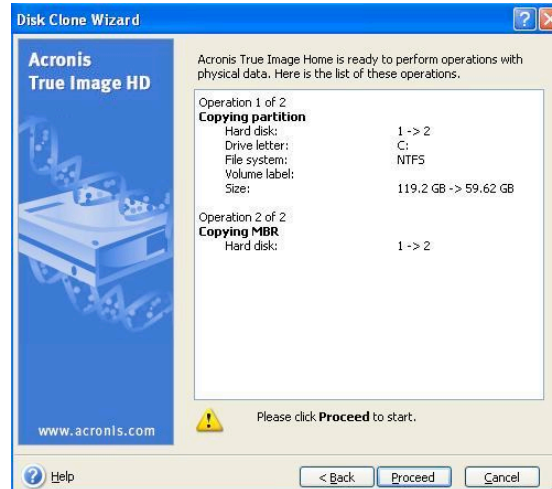 Disk Clone Wizard
Acronis
True Image HD
Acronis True Image Home is ready to perform operations with
physical data. Here is the list of these operations.
Operation 1 of 2
Copying partition
Hard disk: 1 -> 2
Drive letter: C:
File system: NTFS
Volume label:
Size: 119.2 GB -> 59.62 GB
Operation 2 of 2
Copying MBR
Hard disk: 1 -> 2
Please click Proceed to start.
www.acronis.com
Help
< Back Proceed Cancel